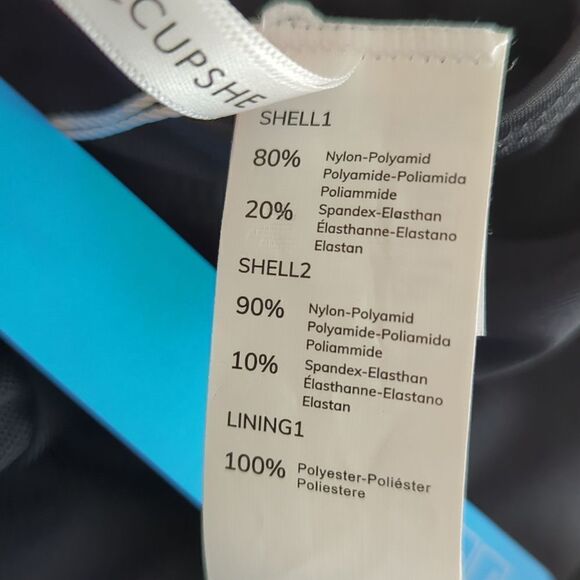 CUPSHE
SHELL1
80% Nylon-Polyamid
Polyamide-Poliamida
Poliammide
20% Spandex-Elasthan
Élasthanne-Elastano
Elastan
SHELL2
90% Nylon-Polyamid
Polyamide-Poliamida
Poliammide
10% Spandex-Elasthan
Élasthanne-Elastano
Elastan
LINING1
100% Polyester-Poliéster
Poliestere